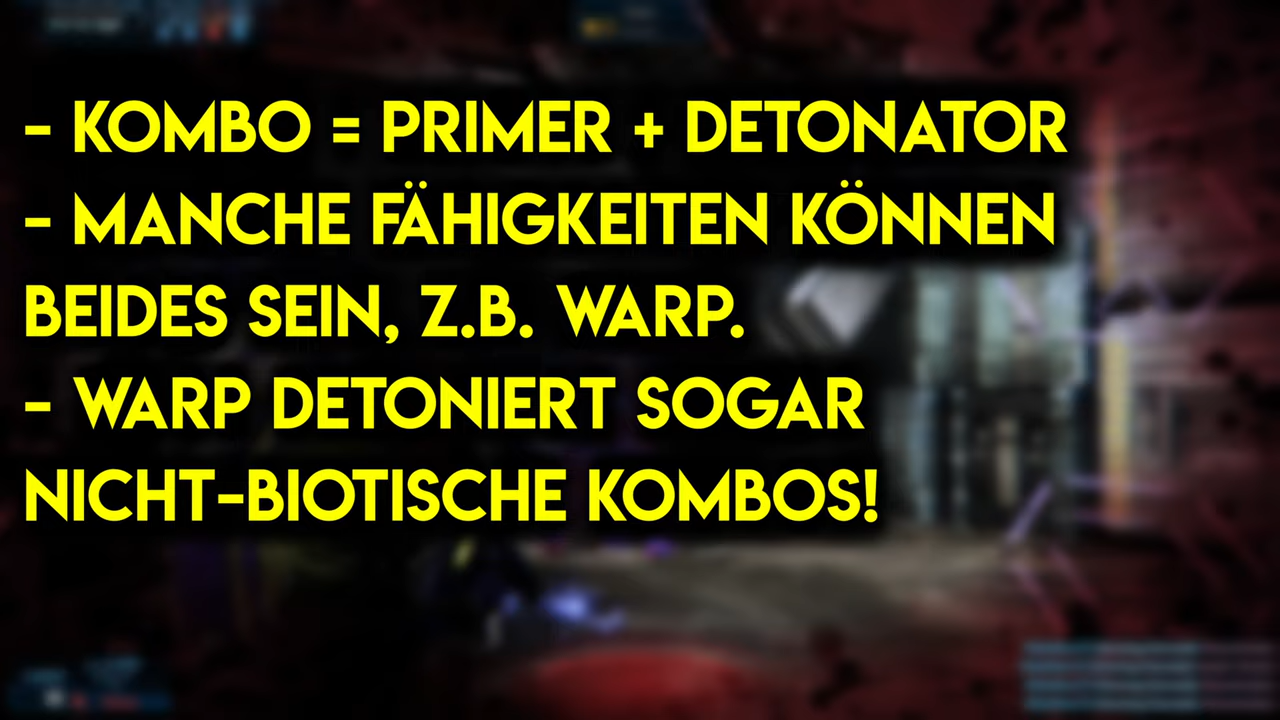 - KOMBO = PRIMER + DETONATOR
- MANCHE FÄHIGKEITEN KÖNNEN
BEIDES SEIN, Z.B. WARP.
- WARP DETONIERT SOGAR
NICHT-BIOTISCHE KOMBOS!